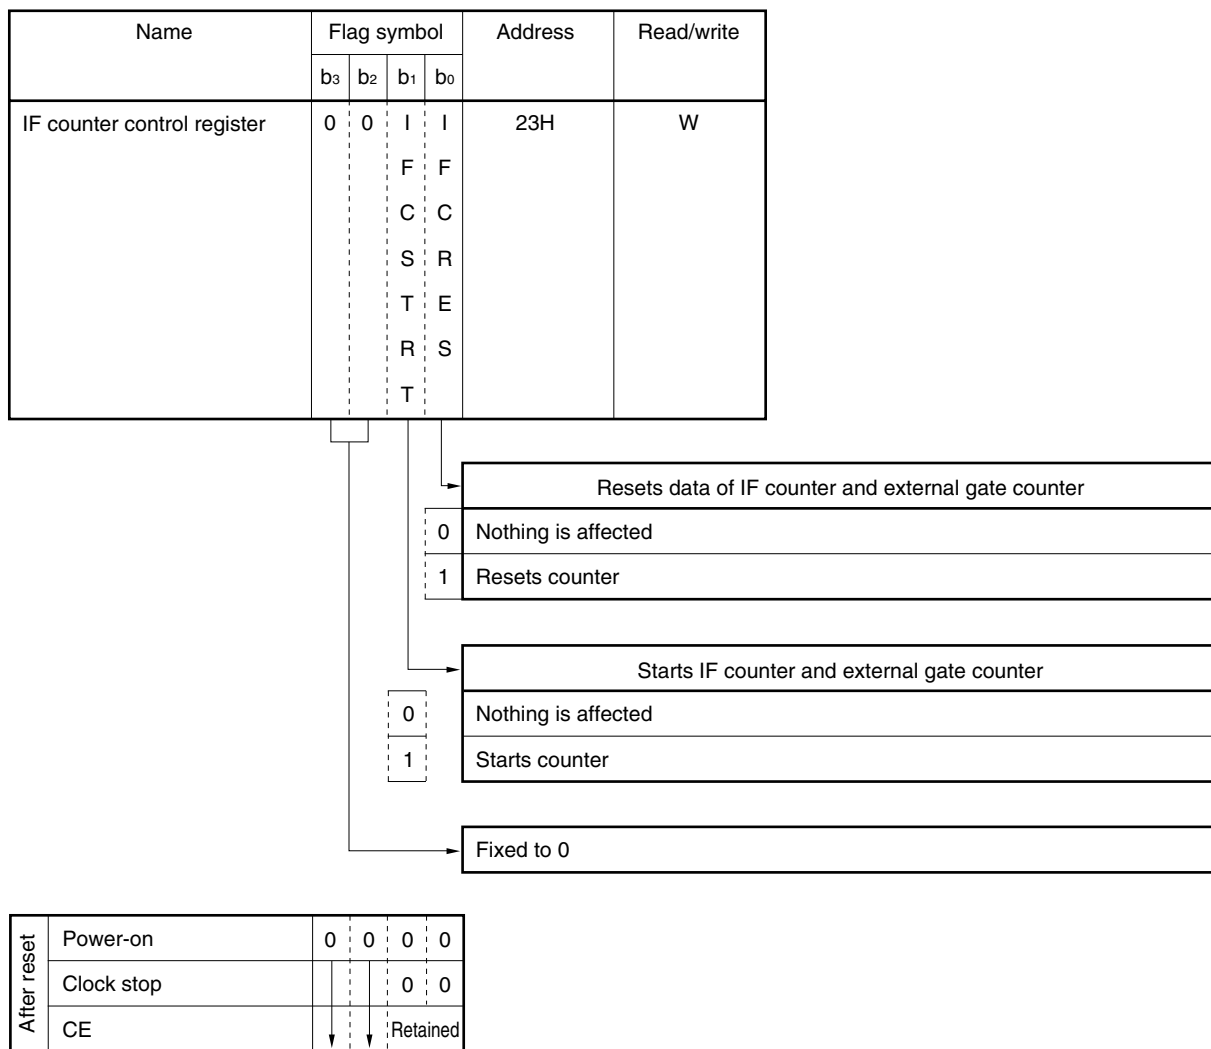 Name Flag symbol Address Read/write
b3 b2 b1 b0
IF counter control register 0 0 I I 23H W
F F
C C
S R
T E
R S
T
Resets data of IF counter and external gate counter
0 Nothing is affected
1 Resets counter
Starts IF counter and external gate counter
0 Nothing is affected
1 Starts counter
Fixed to 0
After reset
Power-on 0 0 0 0
Clock stop 0 0
CE Retained